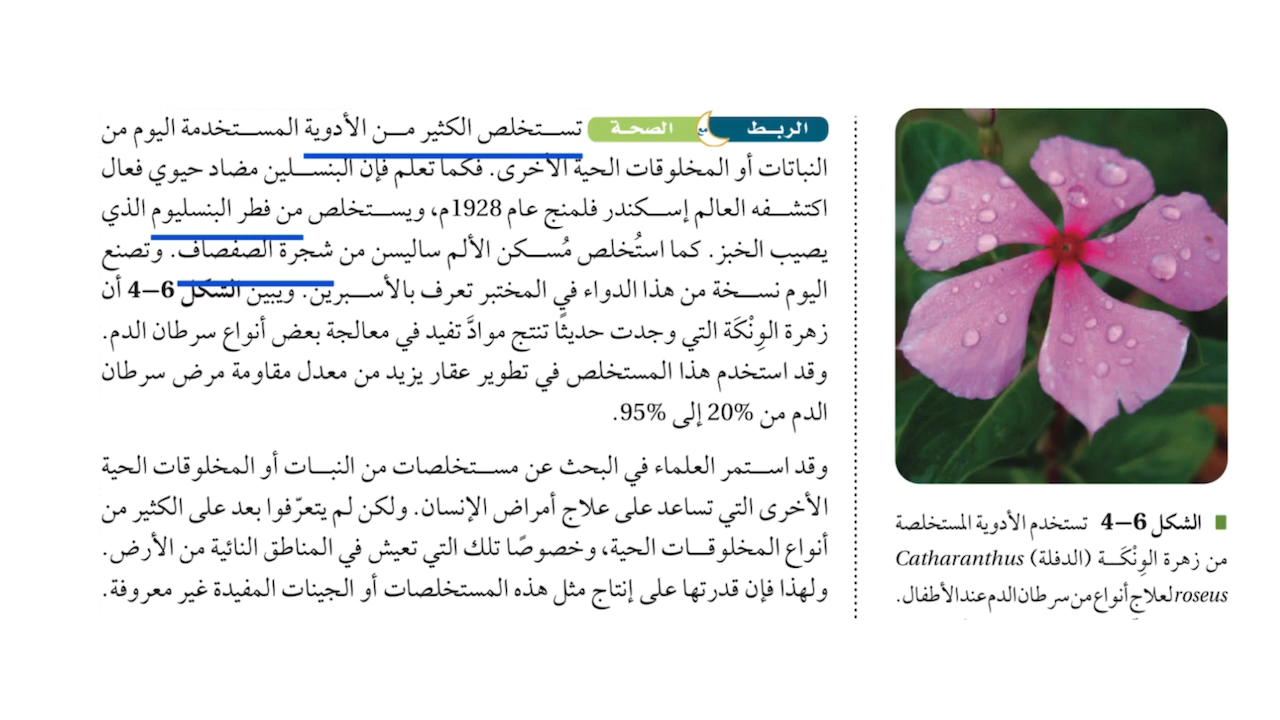 الربط مع الصحة تستخلص الكثير من الأدوية المستخدمة اليوم من
النباتات أو المخلوقات الحية الأخرى. فكما تعلم فإن البنسلين مضاد حيوي فعال
اكتشفه العالم إسكندر فلمنج عام 1928م، ويستخلص من فطر البنسليوم الذي
يصيب الخبز. كما استُخلص مُسكن الألم ساليسن من شجرة الصفصاف. وتصنع
اليوم نسخة من هذا الدواء في المختبر تعرف بالأسبرين. ويبين الشكل 6–4 أن
زهرة الوِنْكَة التي وجدت حديثًا تنتج موادَّ تفيد في معالجة بعض أنواع سرطان الدم.
وقد استخدم هذا المستخلص في تطوير عقار يزيد من معدل مقاومة مرض سرطان
الدم من %20 إلى %95.
وقد استمر العلماء في البحث عن مستخلصات من النبات أو المخلوقات الحية
الأخرى التي تساعد على علاج أمراض الإنسان. ولكن لم يتعرّفوا بعد على الكثير من
أنواع المخلوقات الحية، وخصوصًا تلك التي تعيش في المناطق النائية من الأرض.
ولهذا فإن قدرتها على إنتاج مثل هذه المستخلصات أو الجينات المفيدة غير معروفة.
الشكل 6–4 تستخدم الأدوية المستخلصة
من زهرة الوِنْكَة (الدفلة) Catharanthus
roseus لعلاج أنواع من سرطان الدم عند الأطفال.